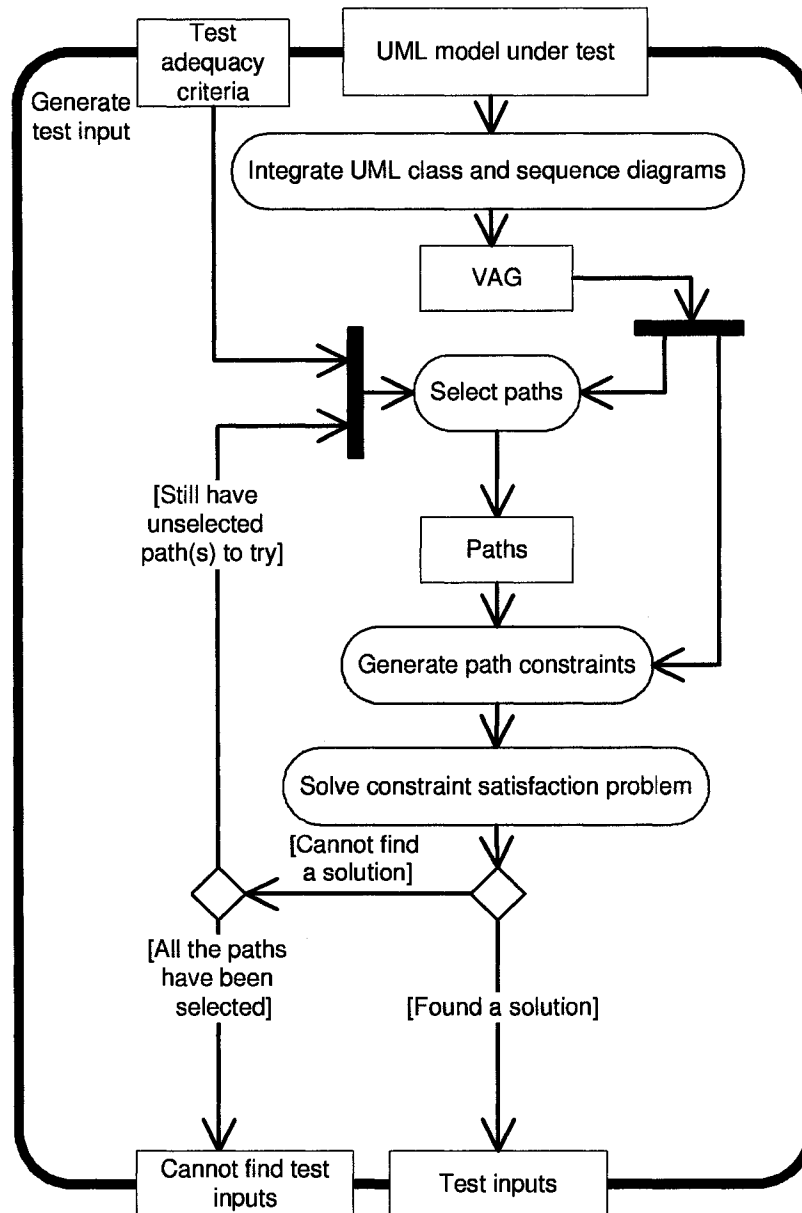 Test
adequacy
criteria
UML model under test
Generate
test input
Integrate UML class and sequence diagrams
VAG
Select paths
[Still have
unselected
path(s) to try]
Paths
Generate path constraints
Solve constraint satisfaction problem
[Cannot find
a solution]
[All the paths
have been
selected]
[Found a solution]
Cannot find test
inputs
Test inputs